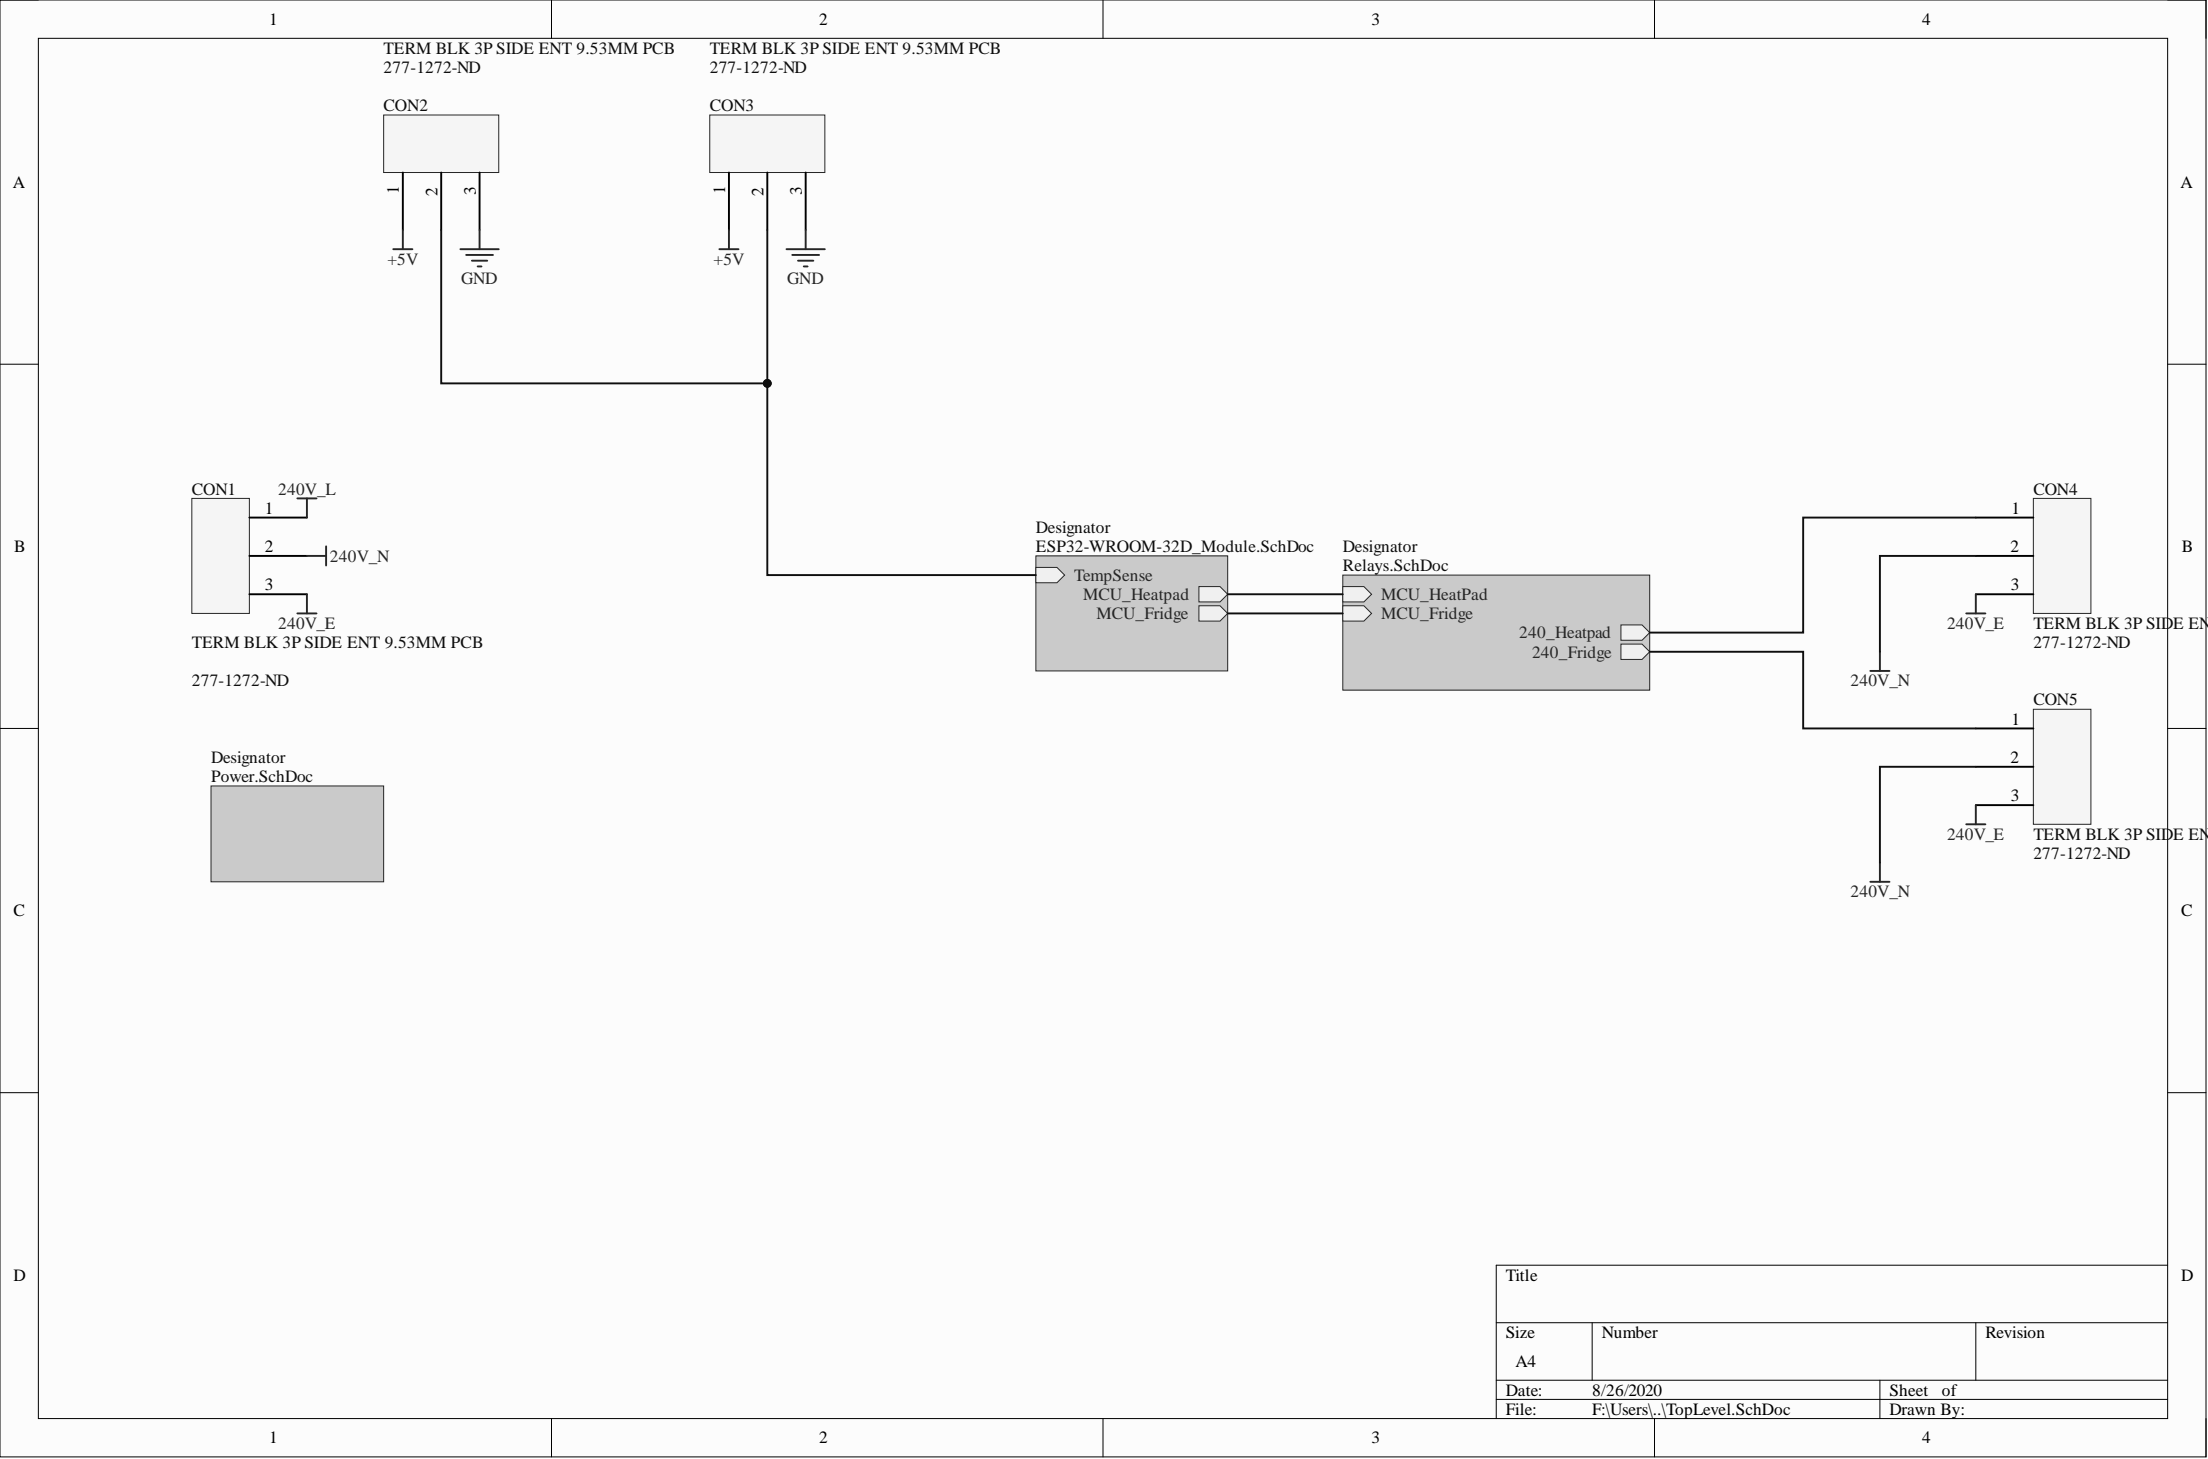 1 2 3 4
TERM BLK 3P SIDE ENT 9.53MM PCB
277-1272-ND
CON2
1 2 3
+5V
GND
TERM BLK 3P SIDE ENT 9.53MM PCB
277-1272-ND
CON3
1 2 3
+5V
GND
A A
CON1
240V_L
1
2
240V_N
3
240V_E
TERM BLK 3P SIDE ENT 9.53MM PCB
277-1272-ND
B B
Designator
ESP32-WROOM-32D_Module.SchDoc
TempSense
MCU_Heatpad
MCU_Fridge
Designator
Relays.SchDoc
MCU_HeatPad
MCU_Fridge
240_Heatpad
240_Fridge
CON4
1
2
3
240V_E
TERM BLK 3P SIDE EN
277-1272-ND
240V_N
CON5
1
2
3
240V_E
TERM BLK 3P SIDE EN
277-1272-ND
240V_N
Designator
Power.SchDoc
C C
D D
Title
Size Number Revision
A4
Date: 8/26/2020 Sheet of
File: F:\Users\..\TopLevel.SchDoc Drawn By:
1 2 3 4